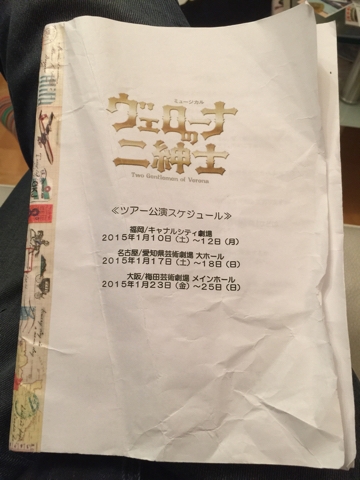 ミュージカル
ヴェローナの
二紳士
Two Gentlemen of Verona
≪ツアー公演スケジュール≫
福岡/キャナルシティ劇場
2015年1月10日(土)~12日(月)
名古屋/愛知県芸術劇場 大ホール
2015年1月17日(土)~18日(日)
大阪/梅田芸術劇場 メインホール
2015年1月23日(金)~25日(日)